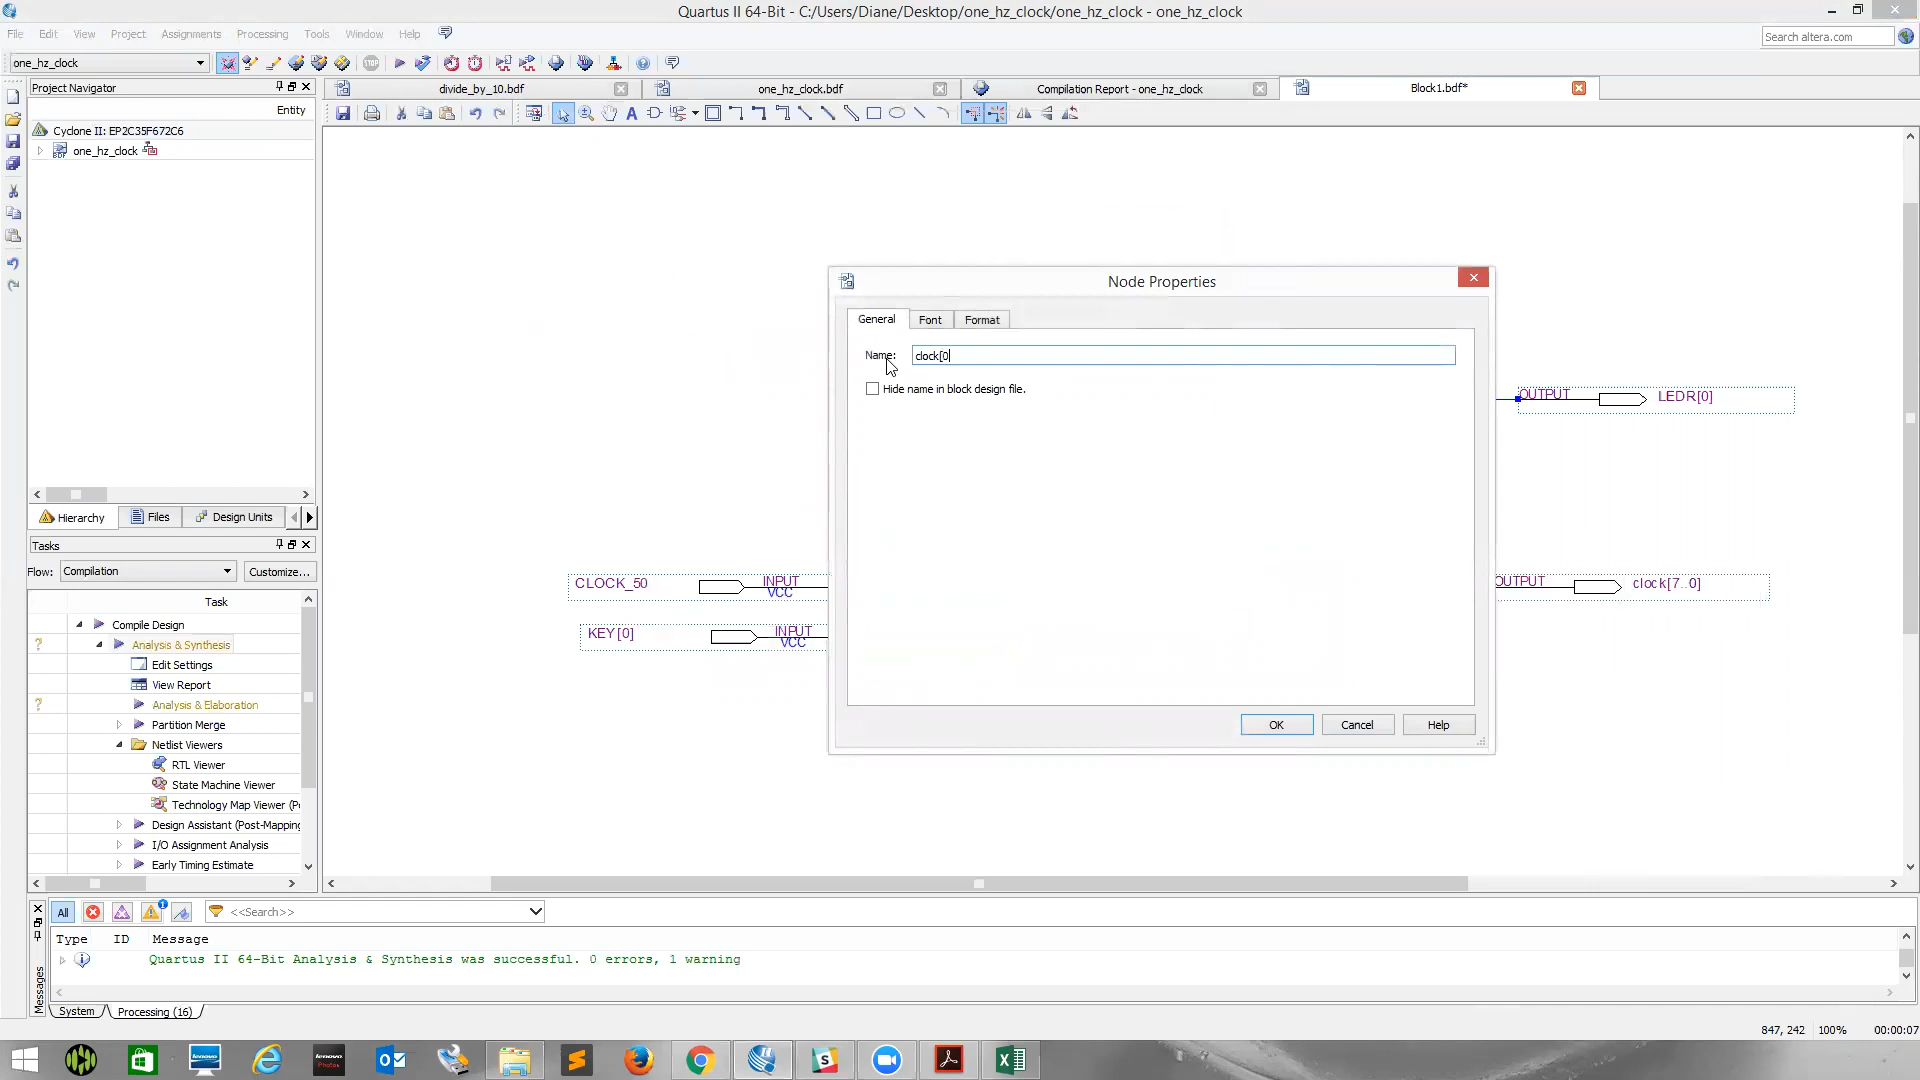 Quartus II 64-Bit - C:/Users/Diane/Desktop/one_hz_clock/one_hz_clock - one_hz_clock
File Edit View Project Assignments Processing Tools Window Help
Search altera.com
one_hz_clock
STOP
Project Navigator
divide_by_10.bdf
one_hz_clock.bdf
Compilation Report - one_hz_clock
Block1.bdf*
Entity
Cyclone II: EP2C35F672C6
one_hz_clock
Node Properties
General Font Format
Name: clock[0
Hide name in block design file.
OUTPUT LEDR[0]
Hierarchy Files Design Units
Tasks
Flow: Compilation Customize...
CLOCK_50 INPUT
VCC
OUTPUT clock[7..0]
Task
KEY[0] INPUT
VCC
Compile Design
? Analysis & Synthesis
Edit Settings
View Report
? Analysis & Elaboration
Partition Merge
OK Cancel Help
Netlist Viewers
RTL Viewer
State Machine Viewer
Technology Map Viewer (Po
Design Assistant (Post-Mapping
I/O Assignment Analysis
Early Timing Estimate
All <<Search>>
Type ID Message
Quartus II 64-Bit Analysis & Synthesis was successful. 0 errors, 1 warning
Messages
System Processing (16)
847, 242 100% 00:00:07